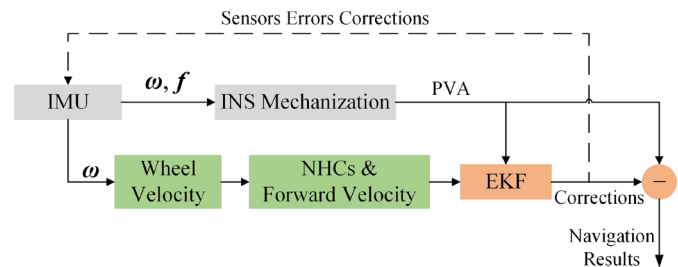 Sensors Errors Corrections
IMU
ω, f
INS Mechanization
PVA
ω
Wheel
Velocity
NHCs &
Forward Velocity
EKF
Corrections
−
Navigation
Results